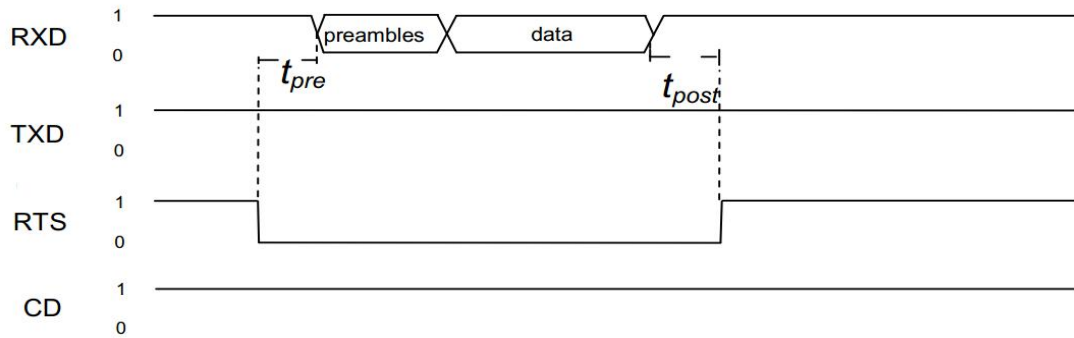 RXD 1 preambles data
0
t_pre t_post
TXD 1
0
RTS 1
0
CD 1
0